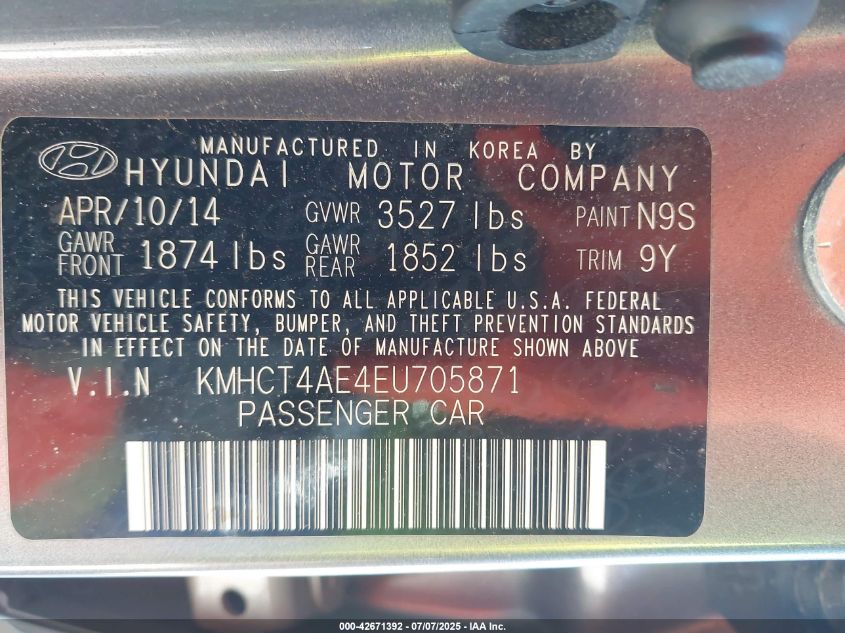 MANUFACTURED IN KOREA BY
HYUNDAI MOTOR COMPANY
APR/10/14 GVWR 3527 lbs PAINT N9S
GAWR FRONT 1874 lbs GAWR REAR 1852 lbs TRIM 9Y
THIS VEHICLE CONFORMS TO ALL APPLICABLE U.S.A. FEDERAL
MOTOR VEHICLE SAFETY, BUMPER, AND THEFT PREVENTION STANDARDS
IN EFFECT ON THE DATE OF MANUFACTURE SHOWN ABOVE
V.I.N KMHCT4AE4EU705871
PASSENGER CAR
000-42671392 - 07/07/2025 - IAA Inc.